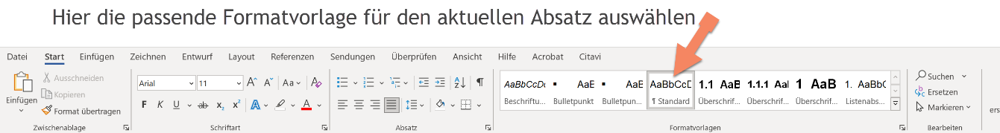 Hier die passende Formatvorlage für den aktuellen Absatz auswählen
Datei Start Einfügen Zeichnen Entwurf Layout Referenzen Sendungen Überprüfen Ansicht Hilfe Acrobat Citavi
Einfügen
Ausschneiden
Kopieren
Format übertragen
Zwischenablage
Arial 11 A A Aa A
F K U ab x₂ x² A A
Schriftart
Absatz
AaBbCcDc AaE AaE AaBbCcD 1.1 AaB 1.1.1 Aal 1 AaB 1. AaBbC
Beschriftu... Bulletpunkt Bulletpun... ¶ Standard Überschrif... Überschrif... Überschrif... Listenabs...
Formatvorlagen
Suchen
Ersetzen
Markieren
Bearbeiten
ers